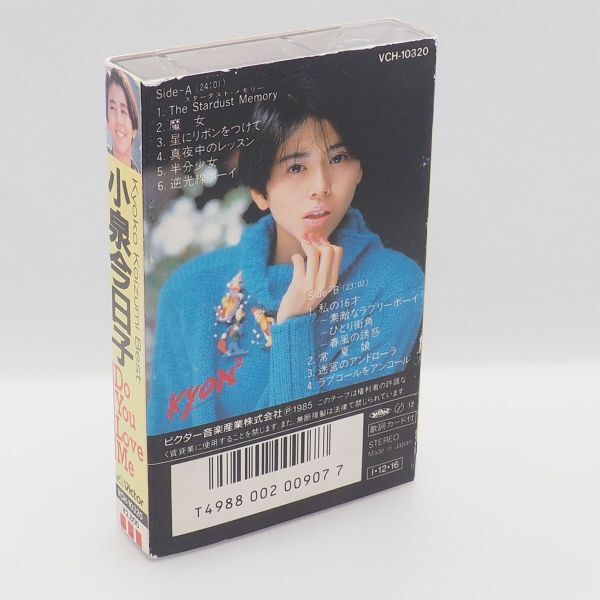 VCH-10320
Side-A (24:01)
スターダスト・メモリー
1. The Stardust Memory
2. 魔女
3. 星にリボンをつけて
4. 真夜中のレッスン
5. 半分少女
6. 逆光線ボーイ
Side-B (23:02)
1. 私の16才
–素敵なラブリーボーイ
–ひとり街角
–春風の誘惑
2. 常夏娘
3. 迷宮のアンドローラ
4. ラブコールをアンコール
KYON²
ビクター音楽産業株式会社 Ⓟ1985 このテープは権利者の許諾な
く賃貸業に使用することを禁じます。また、無断複製は法律で禁じられています。
12
歌詞カード付
STEREO
Made in Japan
I·12·16
T4988 002 00907 7
小泉今日子
Kyoko Koizumi Best
Do You Love Me
Victor
VCH-10320